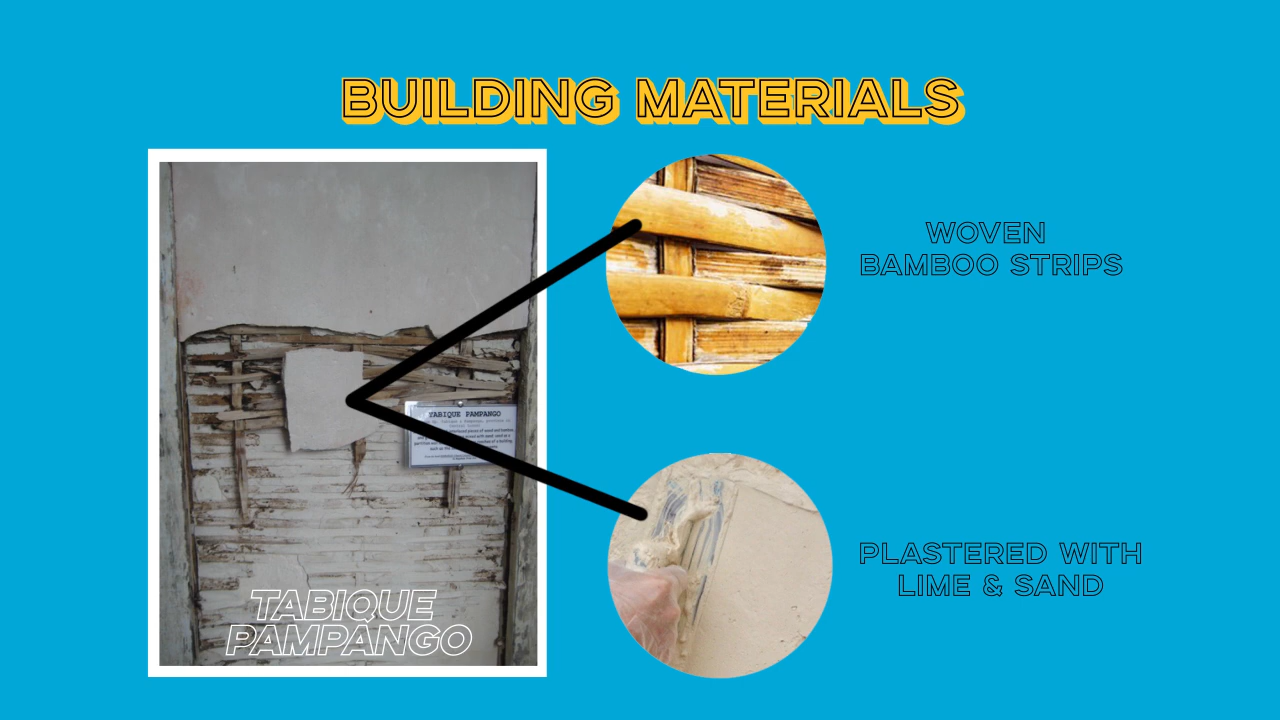 BUILDING MATERIALS
WOVEN
BAMBOO STRIPS
TABIQUE PAMPANGO
PLASTERED WITH
LIME & SAND
TABIQUE
PAMPANGO